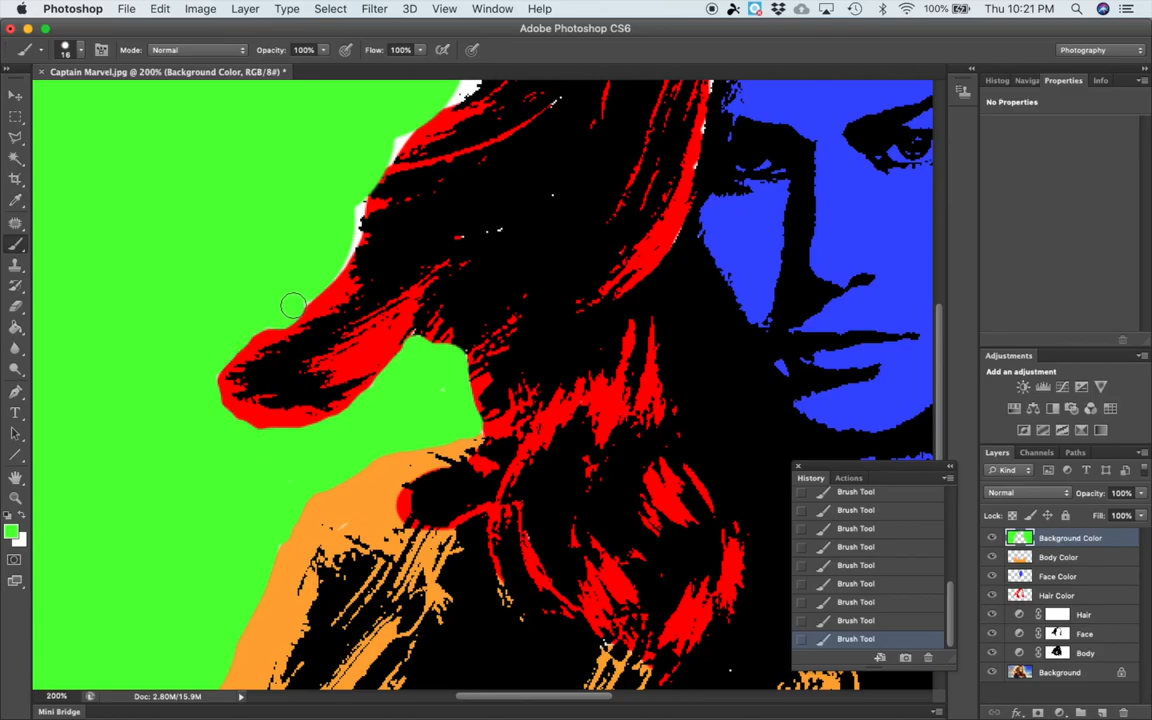 Photoshop File Edit Image Layer Type Select Filter 3D View Window Help 100% Thu 10:21 PM
Adobe Photoshop CS6
16 Mode: Normal Opacity: 100% Flow: 100% Photography
Captain Marvel.jpg @ 200% (Background Color, RGB/8#) *
Histog Naviga Properties Info
No Properties
Adjustments
Add an adjustment
Layers Channels Paths
Kind
Normal Opacity: 100%
Lock: Fill: 100%
Background Color
Body Color
Face Color
Hair Color
Hair
Face
Body
Background
History Actions
Brush Tool
Brush Tool
Brush Tool
Brush Tool
Brush Tool
Brush Tool
Brush Tool
Brush Tool
Brush Tool
200% Doc: 2.80M/15.9M
Mini Bridge